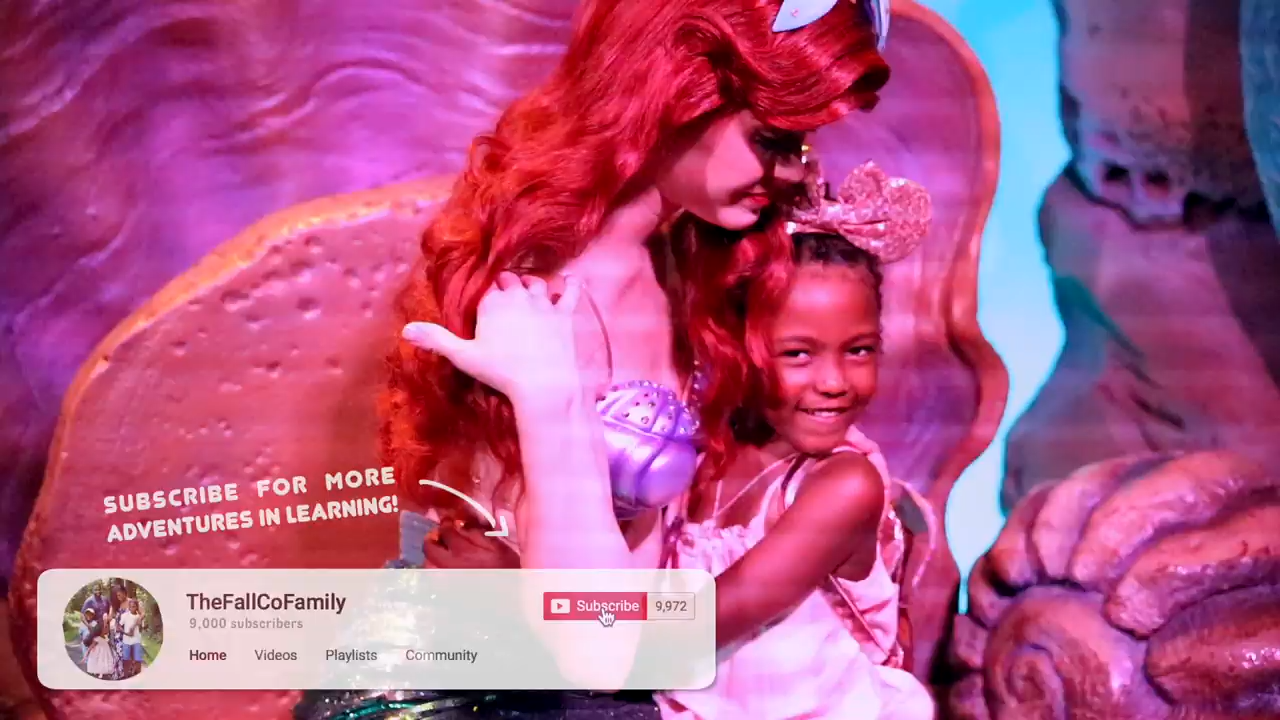 SUBSCRIBE FOR MORE
ADVENTURES IN LEARNING!
TheFallCoFamily
9,000 subscribers
Subscribe 9,972
Home Videos Playlists Community